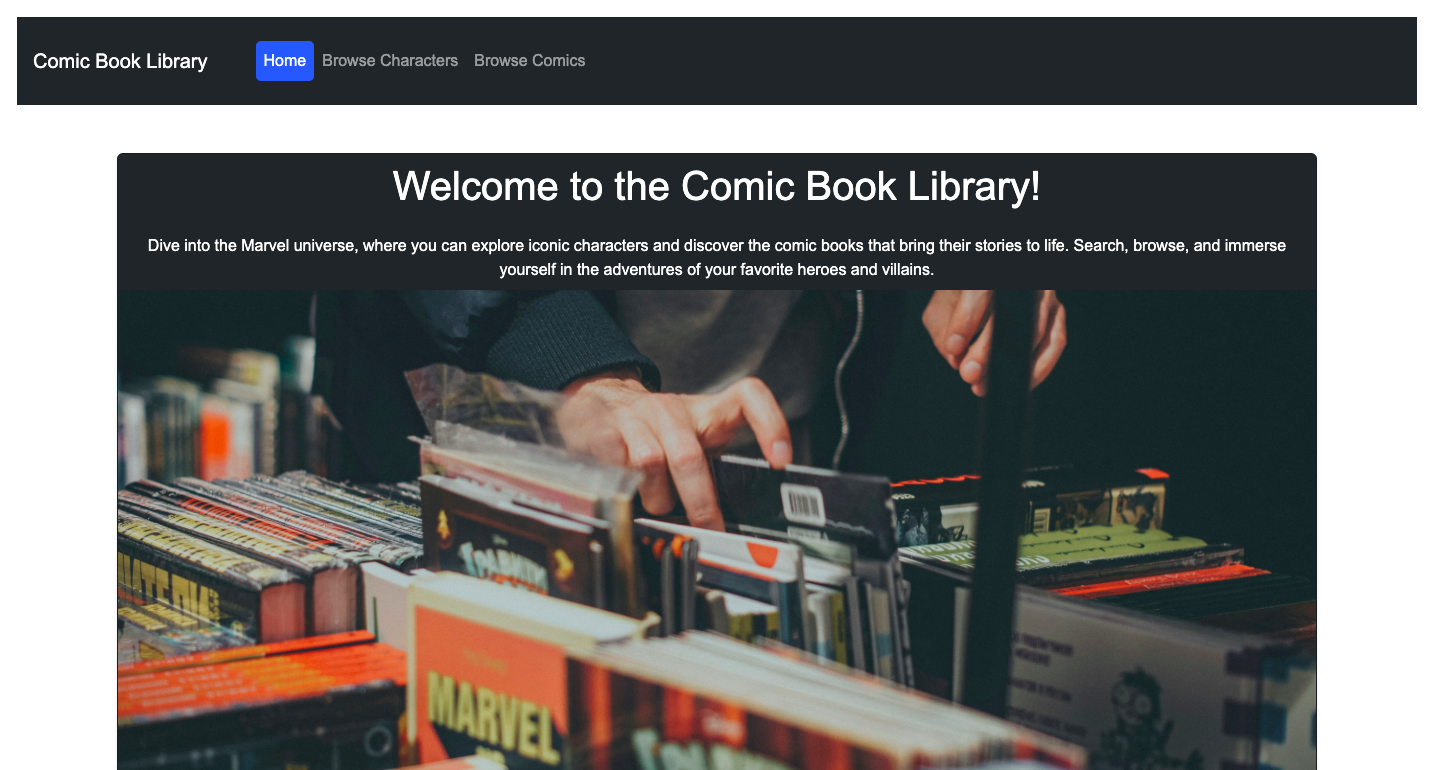 Comic Book Library
Home
Browse Characters
Browse Comics
Welcome to the Comic Book Library!
Dive into the Marvel universe, where you can explore iconic characters and discover the comic books that bring their stories to life. Search, browse, and immerse
yourself in the adventures of your favorite heroes and villains.
MARVEL